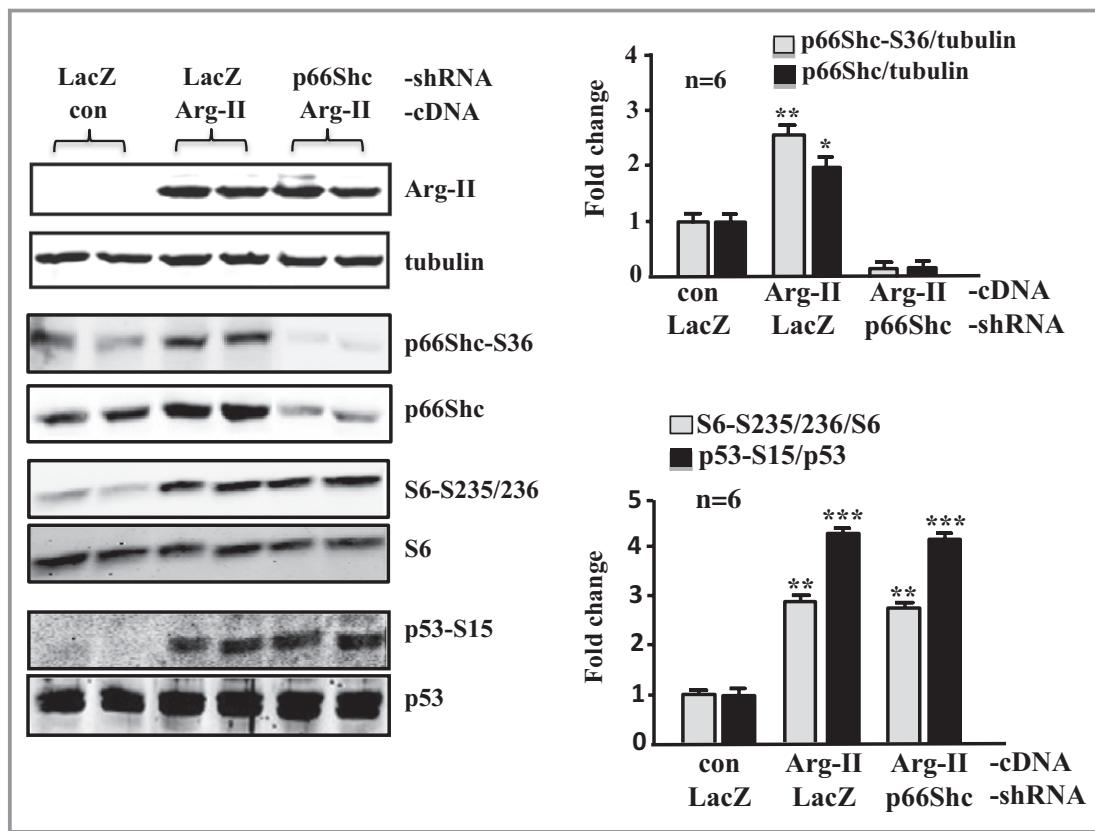 LacZ LacZ p66Shc -shRNA
con Arg-II Arg-II -cDNA
Arg-II
tubulin
p66Shc-S36
p66Shc
S6-S235/236
S6
p53-S15
p53
p66Shc-S36/tubulin
p66Shc/tubulin
n=6
Fold change
4
3
2
1
0
**
*
con Arg-II Arg-II -cDNA
LacZ LacZ p66Shc -shRNA
S6-S235/236/S6
p53-S15/p53
n=6
Fold change
5
4
3
2
1
0
**
***
**
***
con Arg-II Arg-II -cDNA
LacZ LacZ p66Shc -shRNA